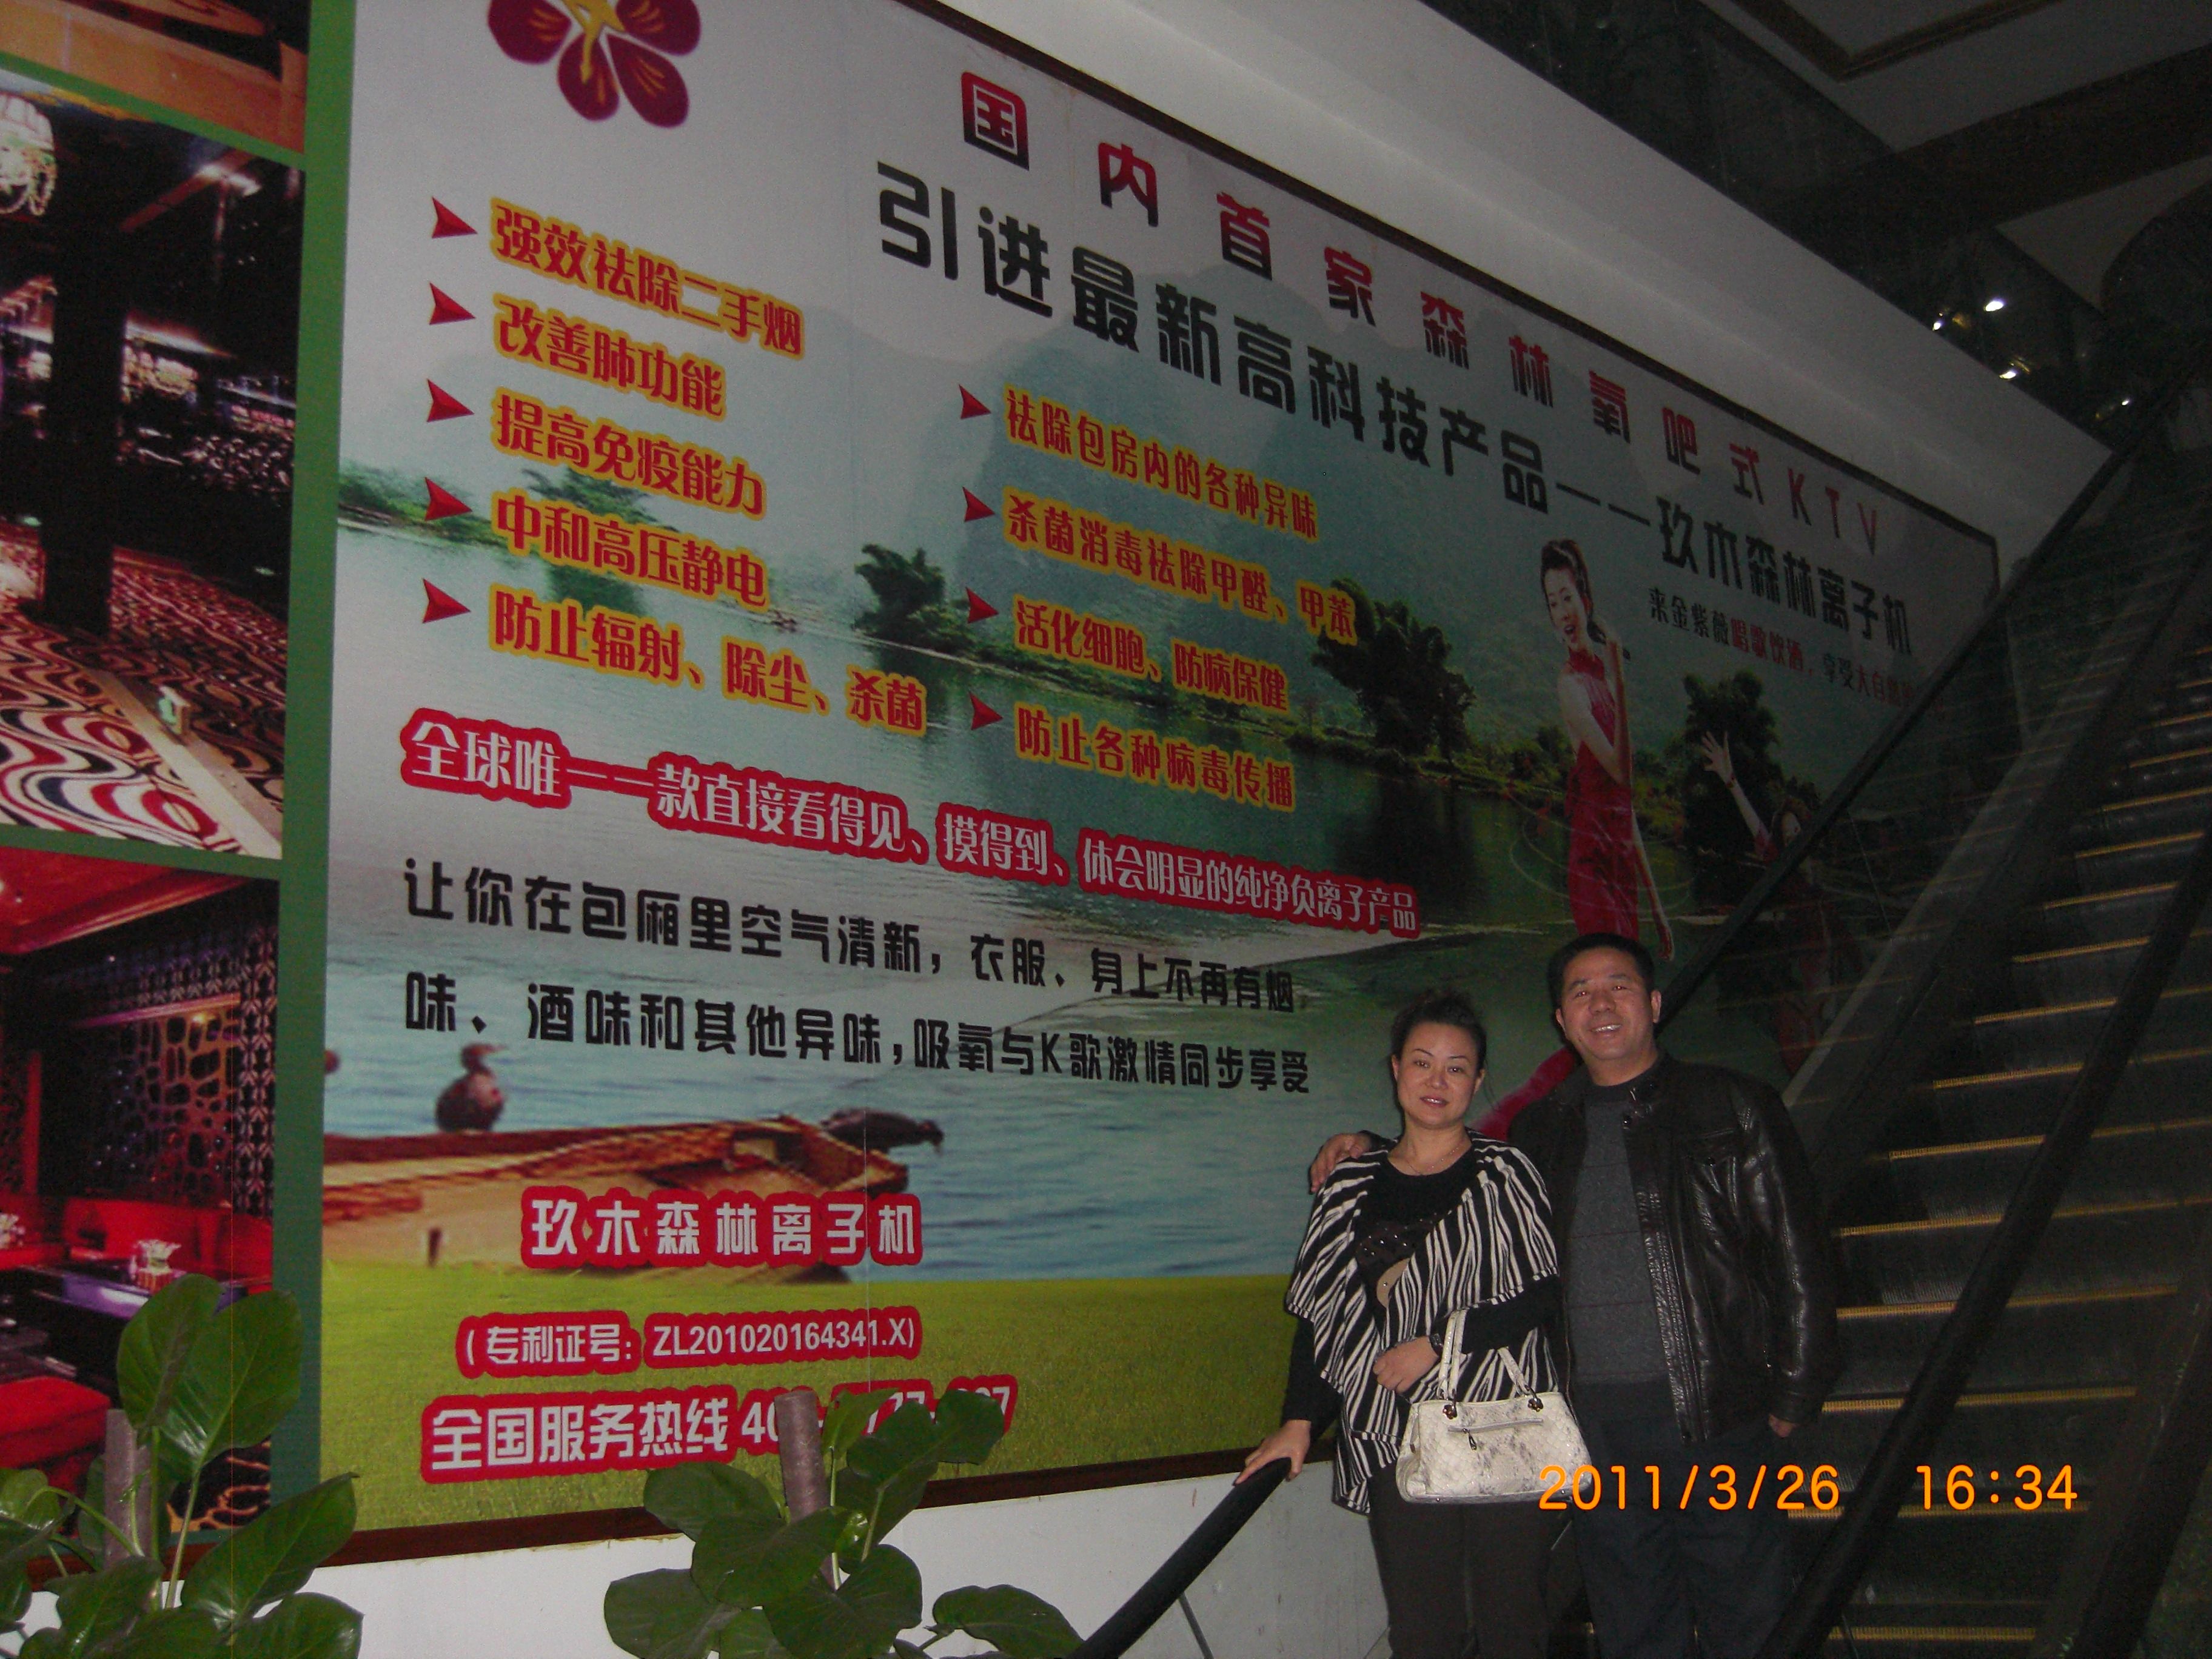 国内首家森林氧吧式KTV
引进最新高科技产品——玖木森林离子机
来金紫薇唱歌饮酒,享受大自然
强效祛除二手烟
改善肺功能
提高免疫能力
中和高压静电
防止辐射、除尘、杀菌
祛除包房内的各种异味
杀菌消毒祛除甲醛、甲苯
活化细胞、防病保健
防止各种病毒传播
全球唯一一款直接看得见、摸得到、体会明显的纯净负离子产品
让你在包厢里空气清新,衣服、身上不再有烟
味、酒味和其他异味,吸氧与K歌激情同步享受
玖木森林离子机
(专利证号:ZL201020164341.X)
全国服务热线
2011/3/26 16:34